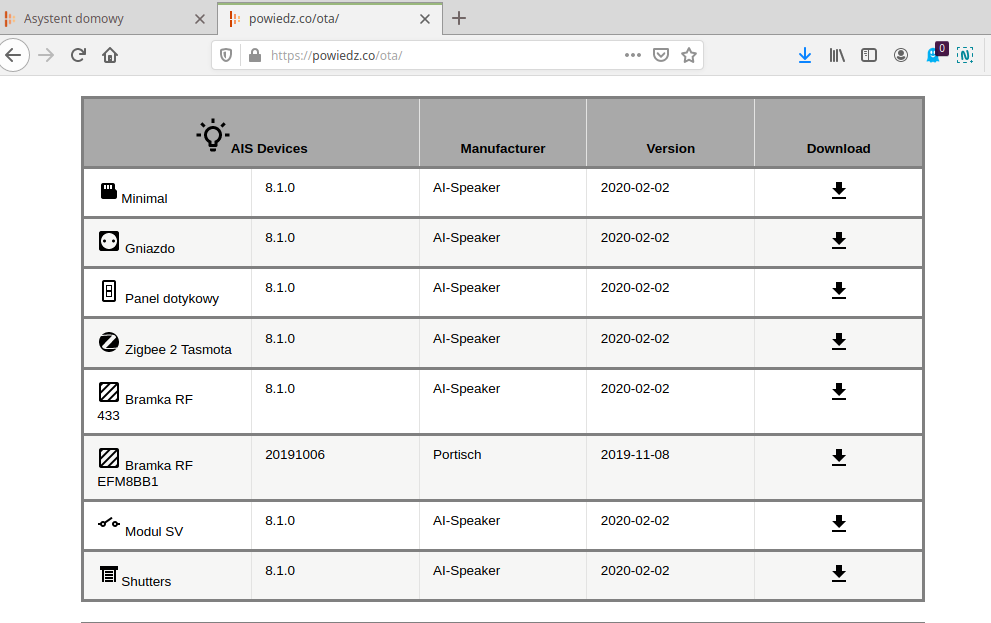 Asystent domowy
powiedz.co/ota/
https://powiedz.co/ota/
0
N
AIS Devices Manufacturer Version Download
Minimal 8.1.0 AI-Speaker 2020-02-02
Gniazdo 8.1.0 AI-Speaker 2020-02-02
Panel dotykowy 8.1.0 AI-Speaker 2020-02-02
Zigbee 2 Tasmota 8.1.0 AI-Speaker 2020-02-02
Bramka RF 8.1.0 AI-Speaker 2020-02-02
433
Bramka RF 20191006 Portisch 2019-11-08
EFM8BB1
Modul SV 8.1.0 AI-Speaker 2020-02-02
Shutters 8.1.0 AI-Speaker 2020-02-02